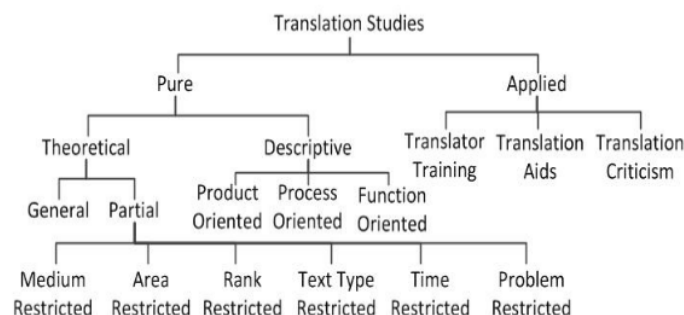 Translation Studies
Pure
Applied
Theoretical
Descriptive
Translator Training
Translation Aids
Translation Criticism
General
Partial
Product Oriented
Process Oriented
Function Oriented
Medium Restricted
Area Restricted
Rank Restricted
Text Type Restricted
Time Restricted
Problem Restricted